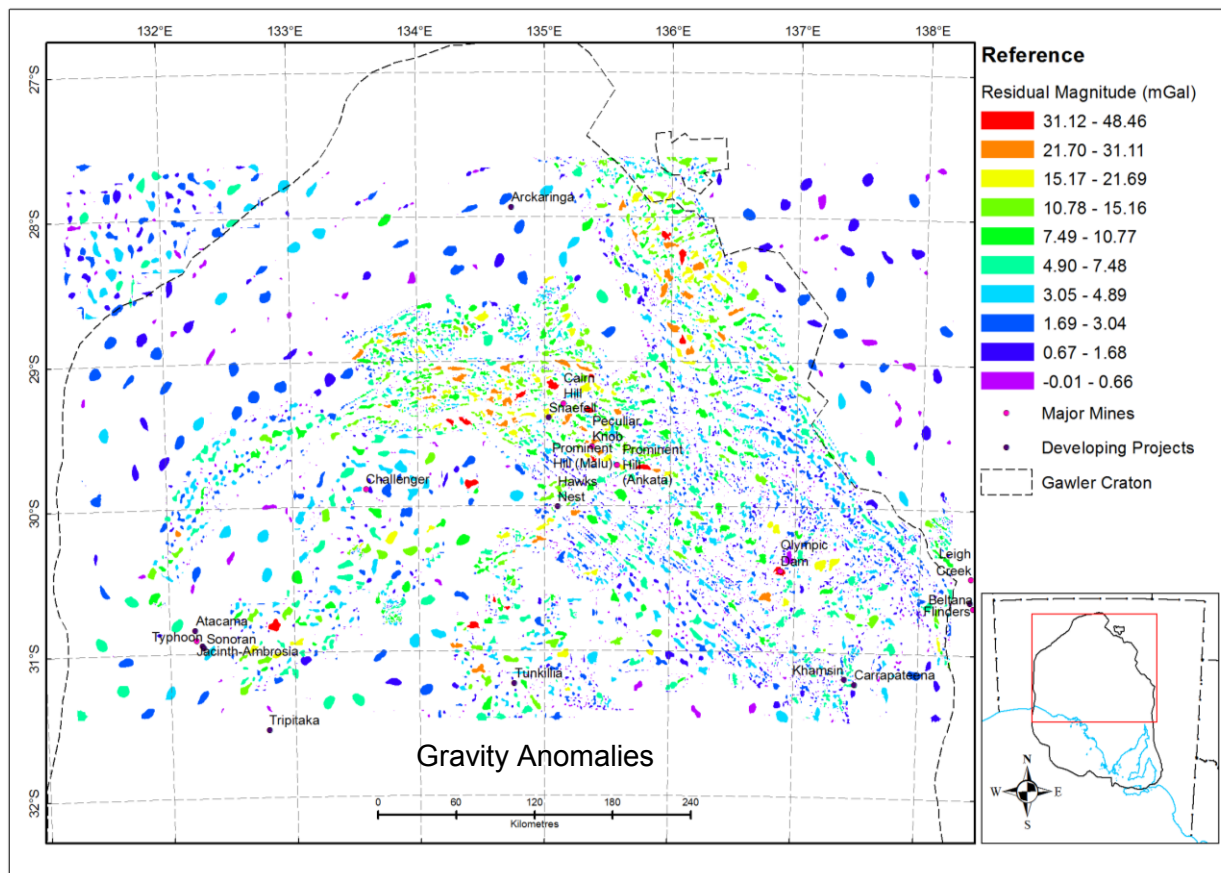 132°E 133°E 134°E 135°E 136°E 137°E 138°E
27°S
28°S
29°S
30°S
31°S
32°S
Arckaringa
Cairn
Hill
Snaefell
Peculiar
Knob
Prominent
Hill (Malu)
Prominent
Hill
(Ankata)
Hawks
Nest
Challenger
Olympic
Dam
Leigh
Creek
Beltana
Flinders
Atacama
Typhoon
Sonoran
Jacinth-Ambrosia
Khamsin
Carrapateena
Tunkillia
Tripitaka
Gravity Anomalies
0 60 120 180 240
Kilometres
Reference
Residual Magnitude (mGal)
31.12 - 48.46
21.70 - 31.11
15.17 - 21.69
10.78 - 15.16
7.49 - 10.77
4.90 - 7.48
3.05 - 4.89
1.69 - 3.04
0.67 - 1.68
-0.01 - 0.66
Major Mines
Developing Projects
Gawler Craton
N
W E
S